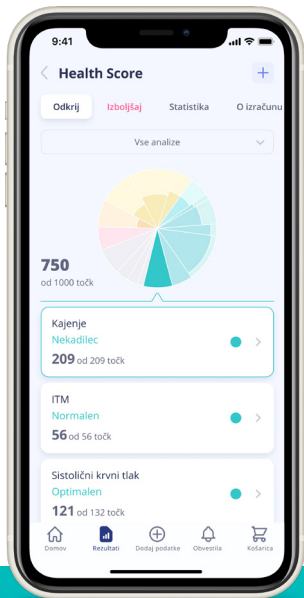 9:41
Health Score
Odkrij Izboljšaj Statistika O izračunu
Vse analize
750
od 1000 točk
Kajenje
Nekadilec
209 od 209 točk
ITM
Normalen
56 od 56 točk
Sistolični krvni tlak
Optimalen
121 od 132 točk
Domov Rezultati Dodaj podatke Obvestila Košarica